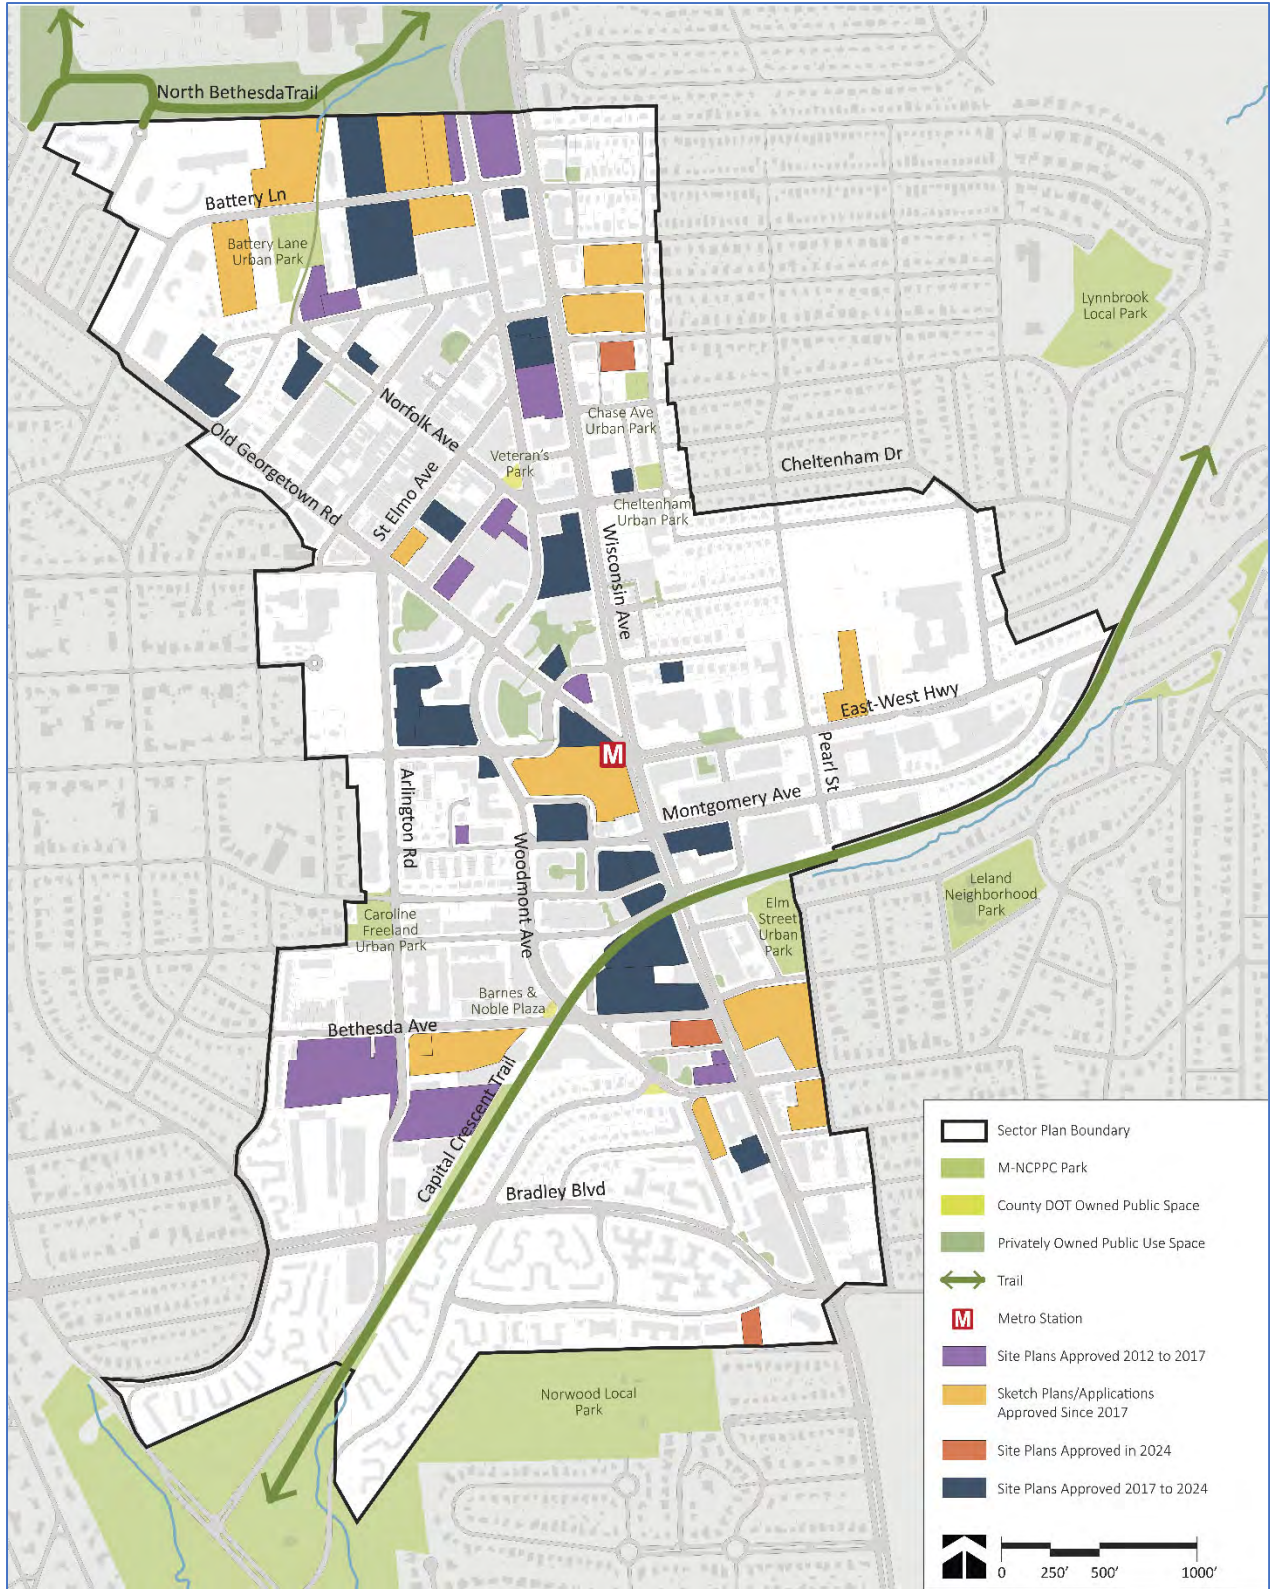 North BethesdaTrail
Battery Ln
Battery Lane
Urban Park
Lynnbrook
Local Park
Norfolk Ave
Chase Ave
Urban Park
Old Georgetown Rd
St Elmo Ave
Veteran's
Park
Cheltenham Dr
Cheltenham
Urban Park
Wisconsin Ave
East-West Hwy
Pearl St
M
Montgomery Ave
Arlington Rd
Woodmont Ave
Leland
Neighborhood
Park
Caroline
Freeland
Urban Park
Elm
Street
Urban
Park
Barnes &
Noble Plaza
Bethesda Ave
Capital Crescent Trail
Bradley Blvd
Norwood Local
Park
Sector Plan Boundary
M-NCPPC Park
County DOT Owned Public Space
Privately Owned Public Use Space
Trail
M
Metro Station
Site Plans Approved 2012 to 2017
Sketch Plans/Applications
Approved Since 2017
Site Plans Approved in 2024
Site Plans Approved 2017 to 2024
0 250' 500' 1000'